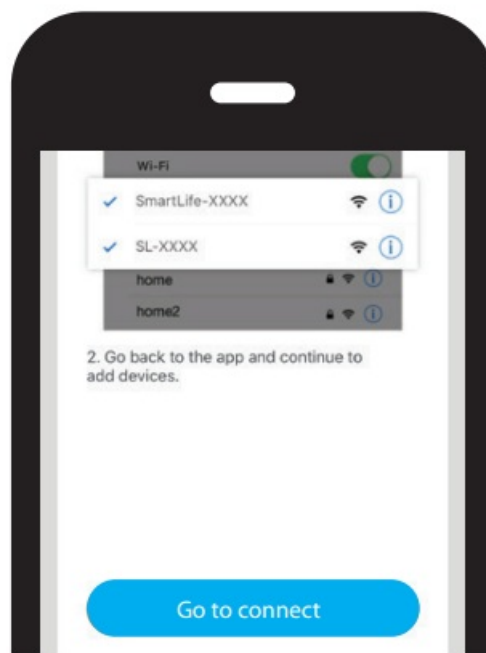 Wi-Fi
SmartLife-XXXX
SL-XXXX
home
home2
2. Go back to the app and continue to
add devices.
Go to connect